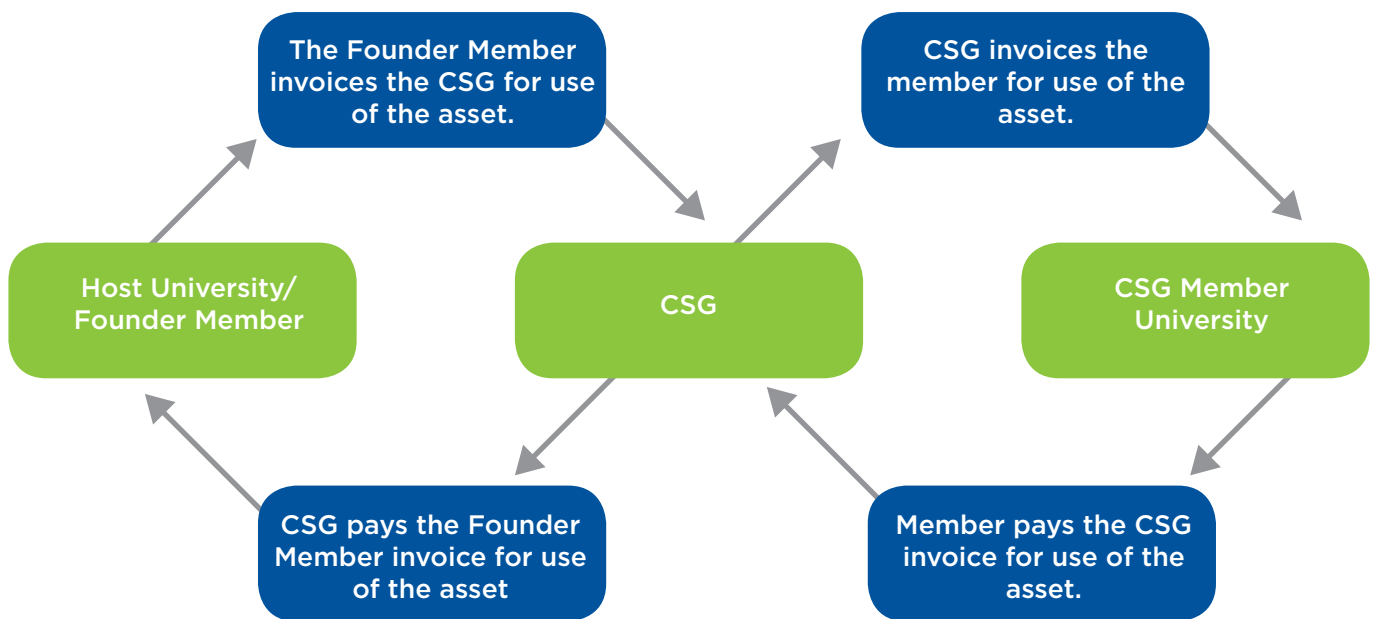 The Founder Member
invoices the CSG for use
of the asset.
CSG invoices the
member for use of the
asset.
Host University/
Founder Member
CSG
CSG Member
University
CSG pays the Founder
Member invoice for use
of the asset
Member pays the CSG
invoice for use of the
asset.